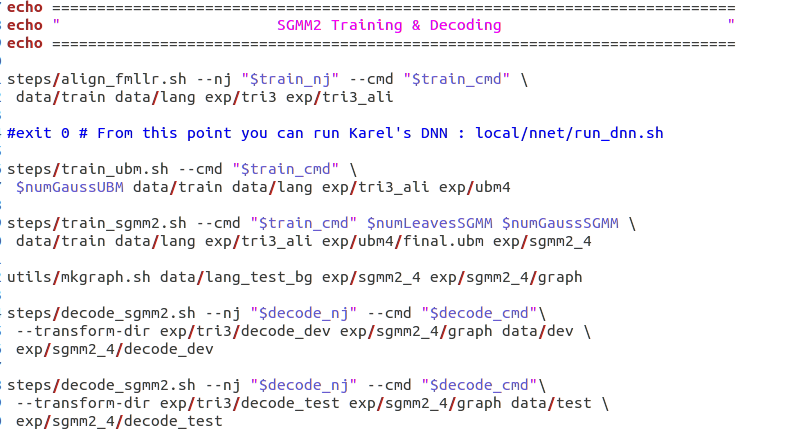 echo ============================================================================
echo "                        SGMM2 Training & Decoding                         "
echo ============================================================================
steps/align_fmllr.sh --nj "$train_nj" --cmd "$train_cmd" \
 data/train data/lang exp/tri3 exp/tri3_ali
#exit 0 # From this point you can run Karel's DNN : local/nnet/run_dnn.sh
steps/train_ubm.sh --cmd "$train_cmd" \
 $numGaussUBM data/train data/lang exp/tri3_ali exp/ubm4
steps/train_sgmm2.sh --cmd "$train_cmd" $numLeavesSGMM $numGaussSGMM \
 data/train data/lang exp/tri3_ali exp/ubm4/final.ubm exp/sgmm2_4
utils/mkgraph.sh data/lang_test_bg exp/sgmm2_4 exp/sgmm2_4/graph
steps/decode_sgmm2.sh --nj "$decode_nj" --cmd "$decode_cmd"\
 --transform-dir exp/tri3/decode_dev exp/sgmm2_4/graph data/dev \
 exp/sgmm2_4/decode_dev
steps/decode_sgmm2.sh --nj "$decode_nj" --cmd "$decode_cmd"\
 --transform-dir exp/tri3/decode_test exp/sgmm2_4/graph data/test \
 exp/sgmm2_4/decode_test